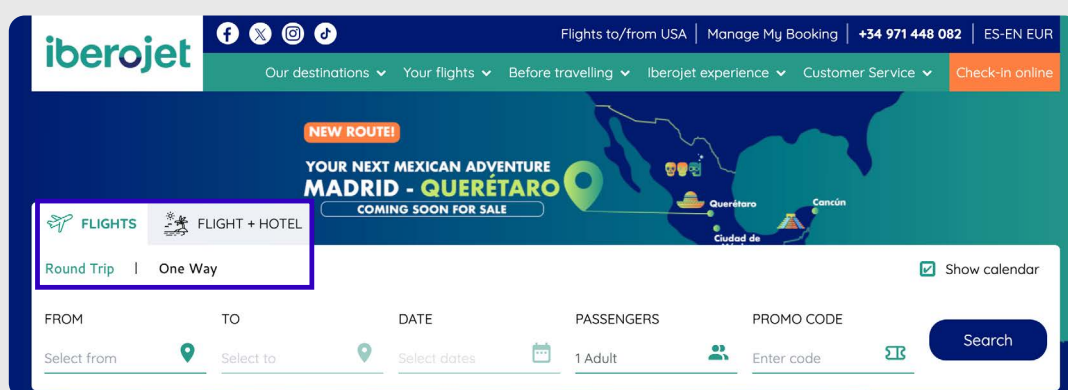 iberojet
Flights to/from USA | Manage My Booking | +34 971 448 082 | ES-EN EUR
Our destinations Your flights Before travelling Iberojet experience Customer Service Check-in online
NEW ROUTE!
YOUR NEXT MEXICAN ADVENTURE
MADRID - QUERÉTARO
COMING SOON FOR SALE
Querétaro
Cancún
Ciudad de
FLIGHTS FLIGHT + HOTEL
Round Trip | One Way
Show calendar
FROM TO DATE PASSENGERS PROMO CODE
Select from Select to Select dates 1 Adult Enter code Search